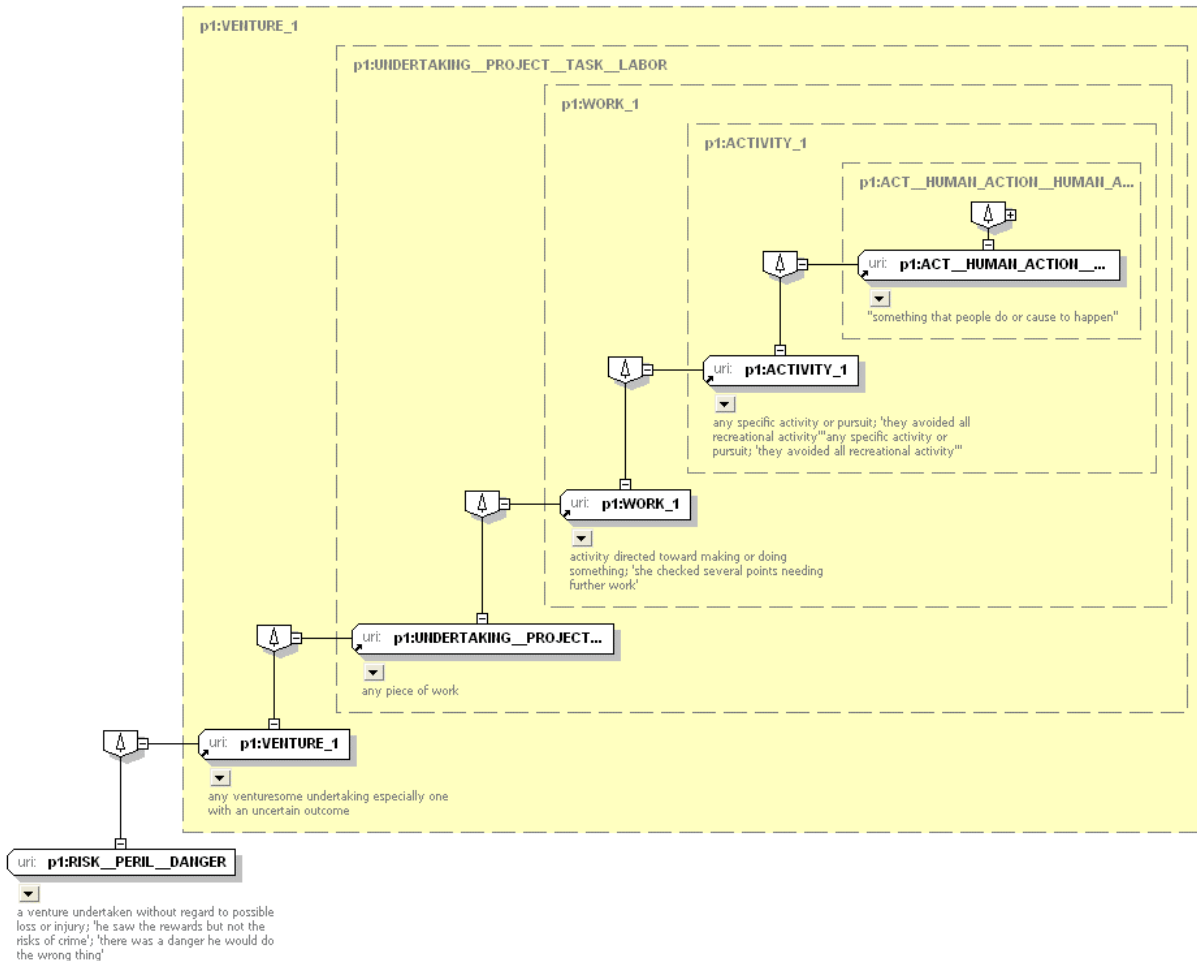 p1:VENTURE_1
p1:UNDERTAKING__PROJECT__TASK__LABOR
p1:WORK_1
p1:ACTIVITY_1
p1:ACT__HUMAN_ACTION__HUMAN_A...
uri: p1:ACT__HUMAN_ACTION__...
"something that people do or cause to happen"
uri: p1:ACTIVITY_1
any specific activity or pursuit; 'they avoided all
recreational activity'"any specific activity or
pursuit; 'they avoided all recreational activity'"
uri: p1:WORK_1
activity directed toward making or doing
something; 'she checked several points needing
further work'
uri: p1:UNDERTAKING__PROJECT...
any piece of work
uri: p1:VENTURE_1
any venturesome undertaking especially one
with an uncertain outcome
uri: p1:RISK__PERIL__DANGER
a venture undertaken without regard to possible
loss or injury; 'he saw the rewards but not the
risks of crime'; 'there was a danger he would do
the wrong thing'